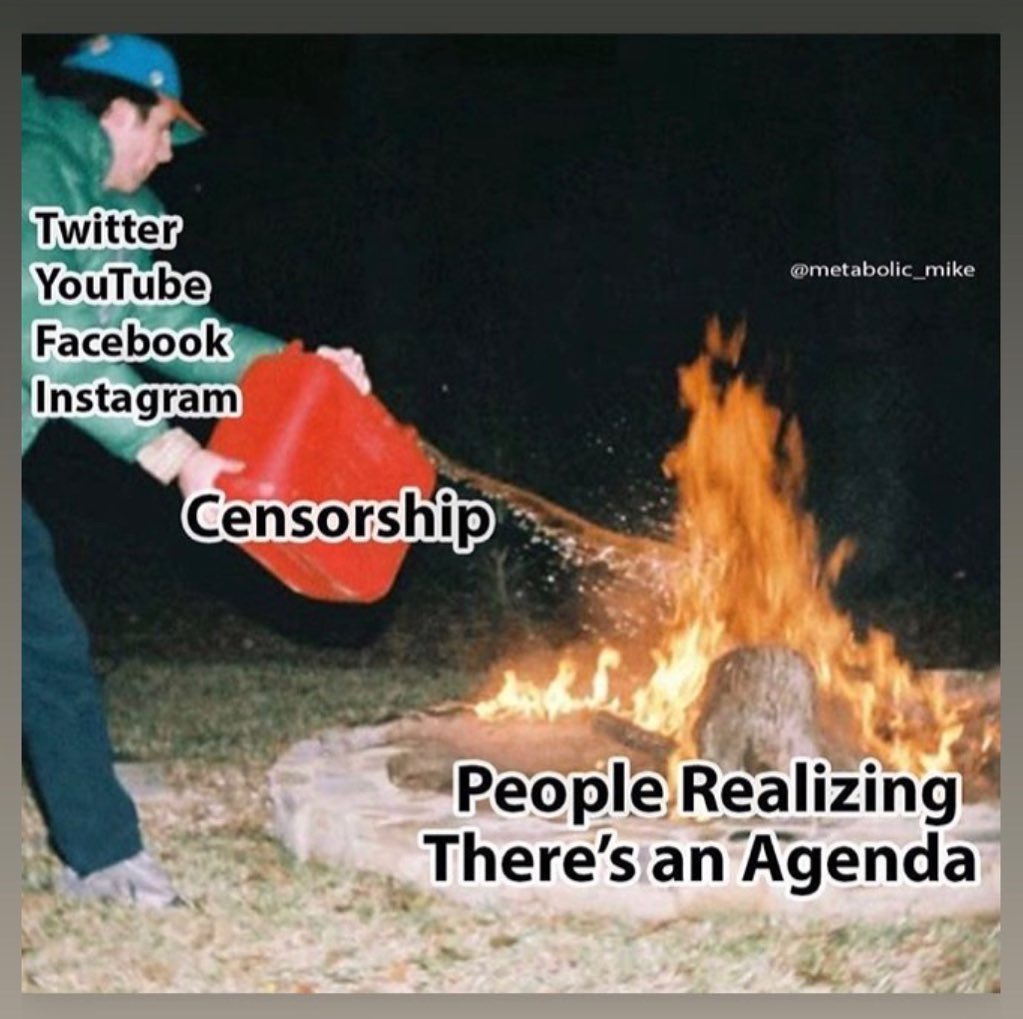 Twitter
YouTube
Facebook
Instagram
@metabolic_mike
Censorship
People Realizing
There's an Agenda